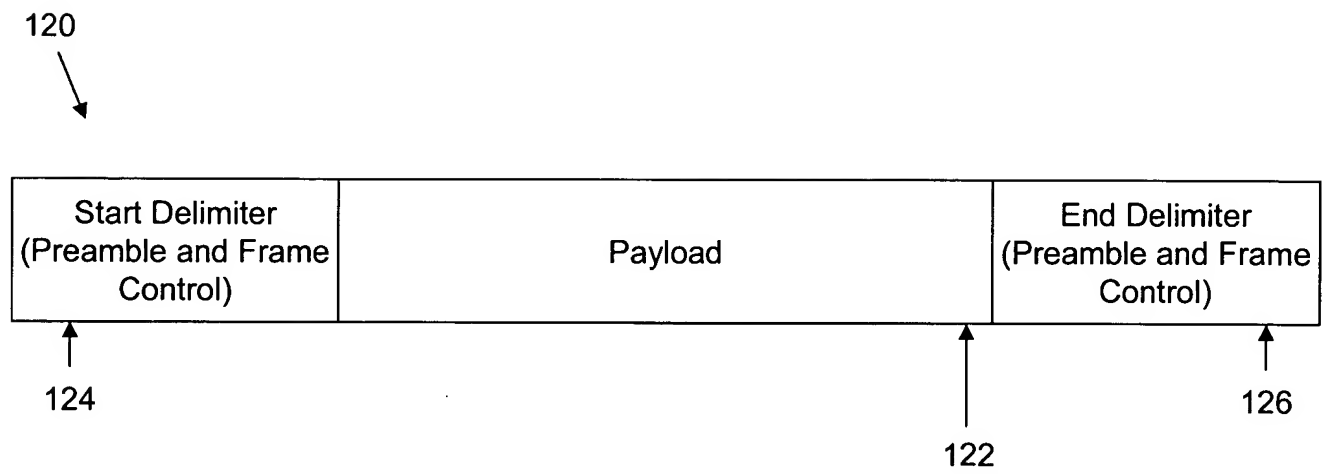 120
Start Delimiter
(Preamble and Frame
Control)
Payload
End Delimiter
(Preamble and Frame
Control)
124
122
126